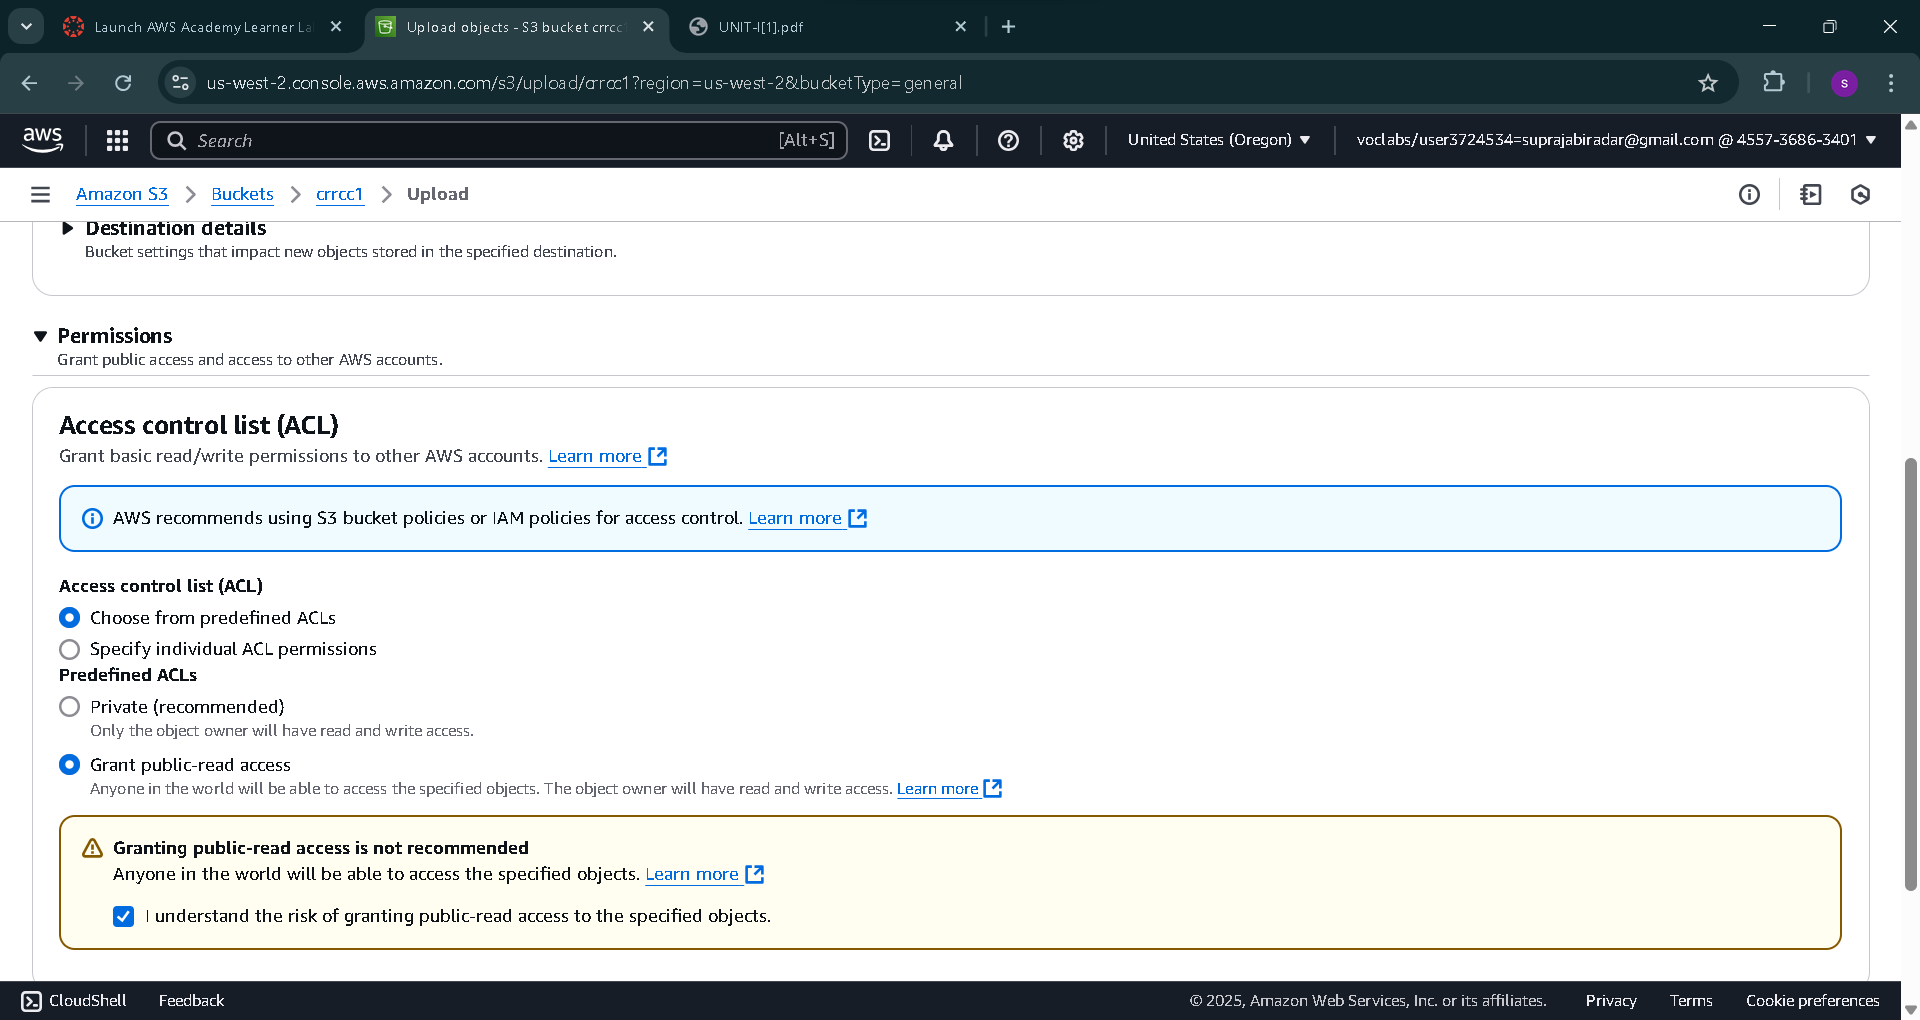 Launch AWS Academy Learner La
Upload objects - S3 bucket crrcc1
UNIT-I[1].pdf
us-west-2.console.aws.amazon.com/s3/upload/crrcc1?region=us-west-2&bucketType=general
s
aws
Search
[Alt+S]
United States (Oregon)
voclabs/user3724534=suprajabiradar@gmail.com @ 4557-3686-3401
Amazon S3
Buckets
crrcc1
Upload
Destination details
Bucket settings that impact new objects stored in the specified destination.
Permissions
Grant public access and access to other AWS accounts.
Access control list (ACL)
Grant basic read/write permissions to other AWS accounts. Learn more
AWS recommends using S3 bucket policies or IAM policies for access control. Learn more
Access control list (ACL)
Choose from predefined ACLs
Specify individual ACL permissions
Predefined ACLs
Private (recommended)
Only the object owner will have read and write access.
Grant public-read access
Anyone in the world will be able to access the specified objects. The object owner will have read and write access. Learn more
Granting public-read access is not recommended
Anyone in the world will be able to access the specified objects. Learn more
I understand the risk of granting public-read access to the specified objects.
CloudShell
Feedback
© 2025, Amazon Web Services, Inc. or its affiliates.
Privacy
Terms
Cookie preferences